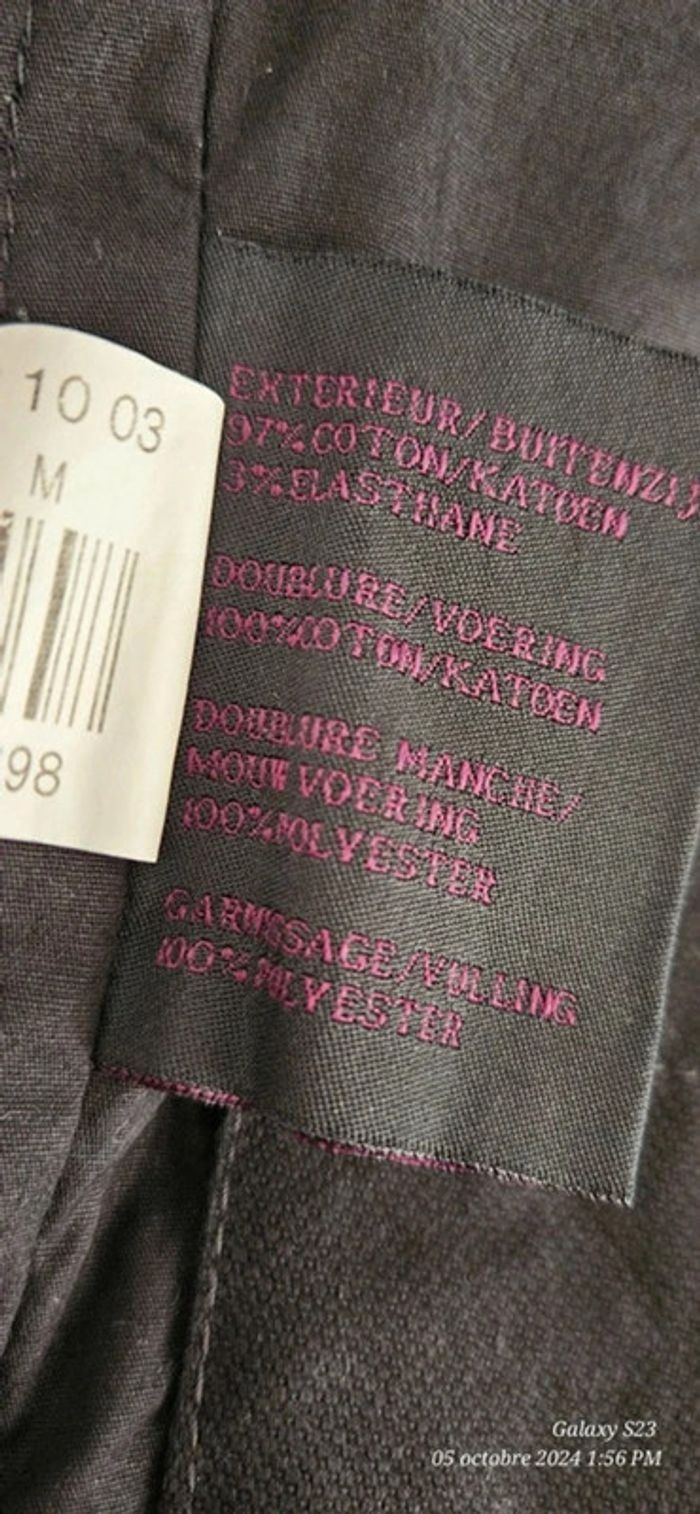 10 03
M
98
EXTERIEUR/BUITENZIJ
97% COTON/KATOEN
3% ELASTHANE
DOUBLURE/VOERING
100% COTON/KATOEN
DOUBLURE MANCHE/
MOUW VOERING
100% POLYESTER
GARNISSAGE/VULLING
100% POLYESTER
Galaxy S23
05 octobre 2024 1:56 PM